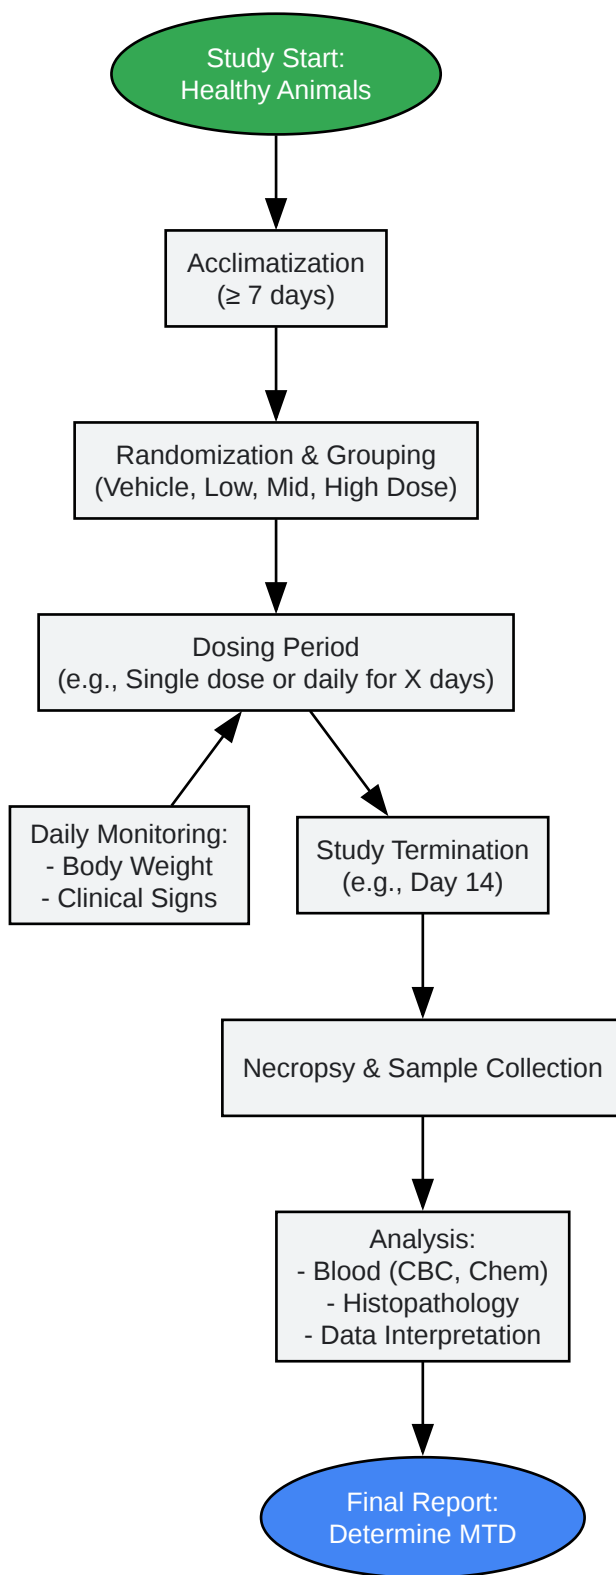 Study Start:
Healthy Animals
Acclimatization
(≥ 7 days)
Randomization & Grouping
(Vehicle, Low, Mid, High Dose)
Dosing Period
(e.g., Single dose or daily for X days)
Daily Monitoring:
- Body Weight
- Clinical Signs
Study Termination
(e.g., Day 14)
Necropsy & Sample Collection
Analysis:
- Blood (CBC, Chem)
- Histopathology
- Data Interpretation
Final Report:
Determine MTD